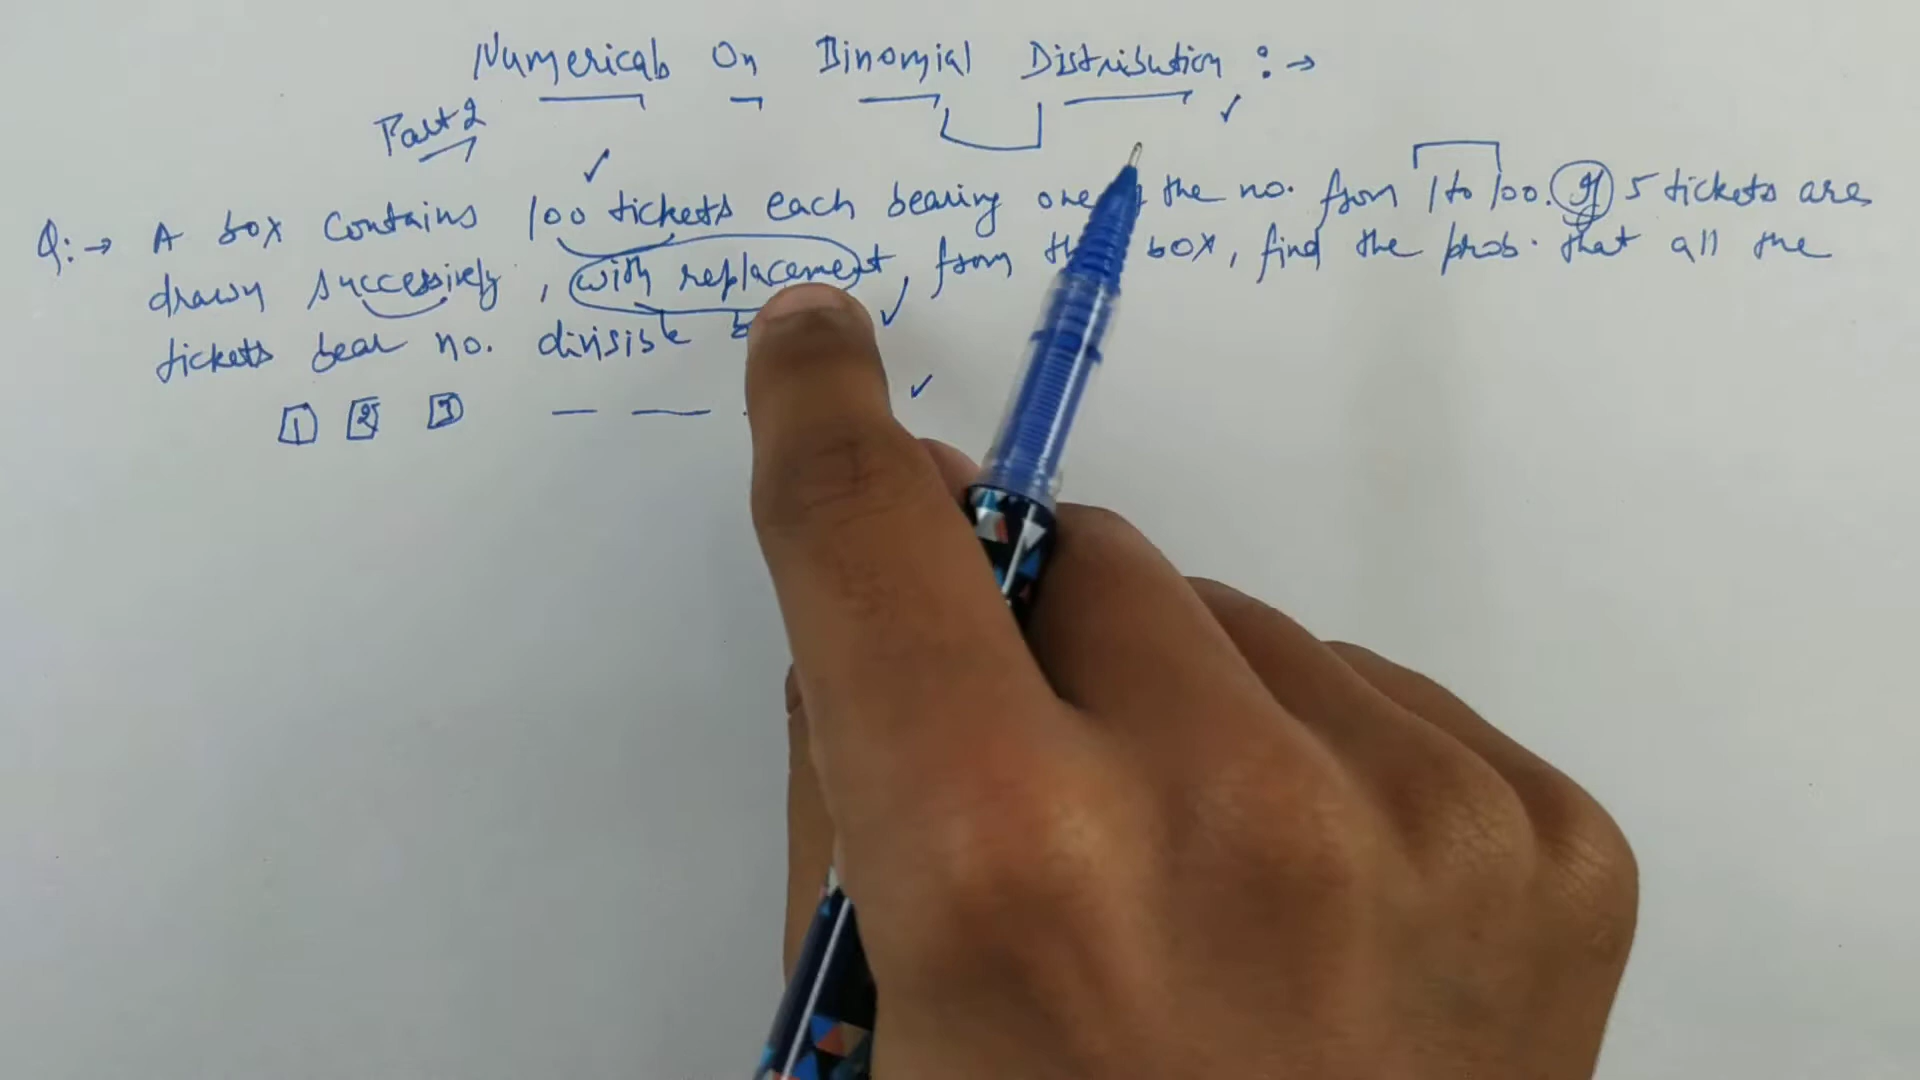 Numericals On Binomial Distribution :→
Part 2
Q:→ A box contains 100 tickets each bearing one the no. from 1 to 100. If 5 tickets are
drawn successively, with replacement, from box, find the prob. that all the
tickets bear no. divisible
1 2 3